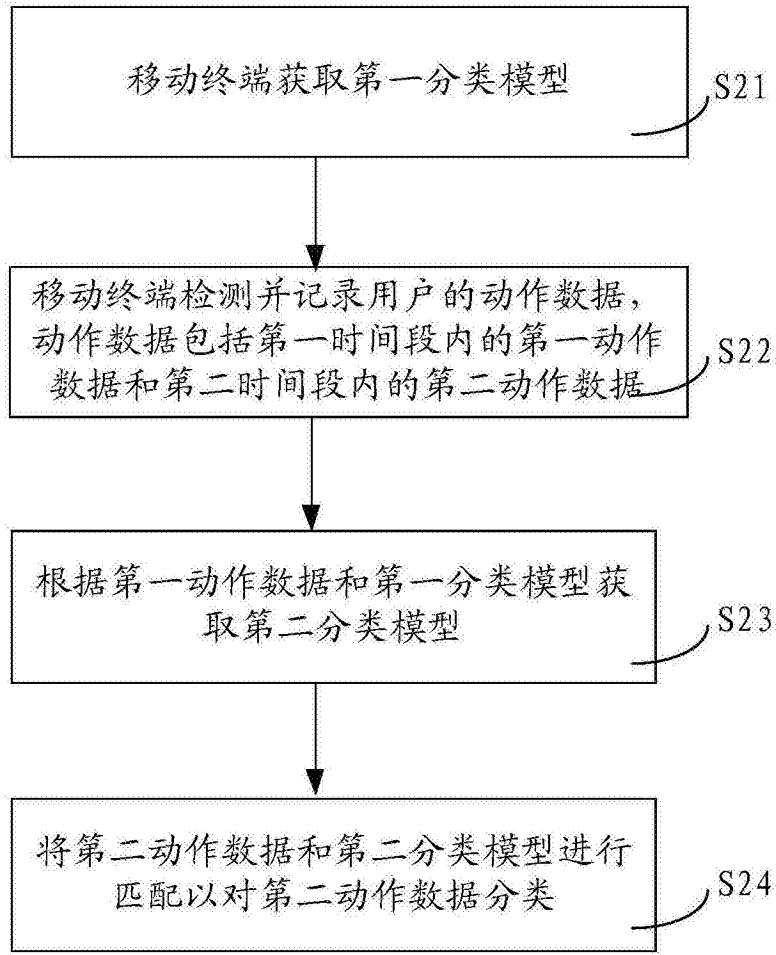 移动终端获取第一分类模型
S21
移动终端检测并记录用户的动作数据，
动作数据包括第一时间段内的第一动作
数据和第二时间段内的第二动作数据
S22
根据第一动作数据和第一分类模型获
取第二分类模型
S23
将第二动作数据和第二分类模型进行
匹配以对第二动作数据分类
S24